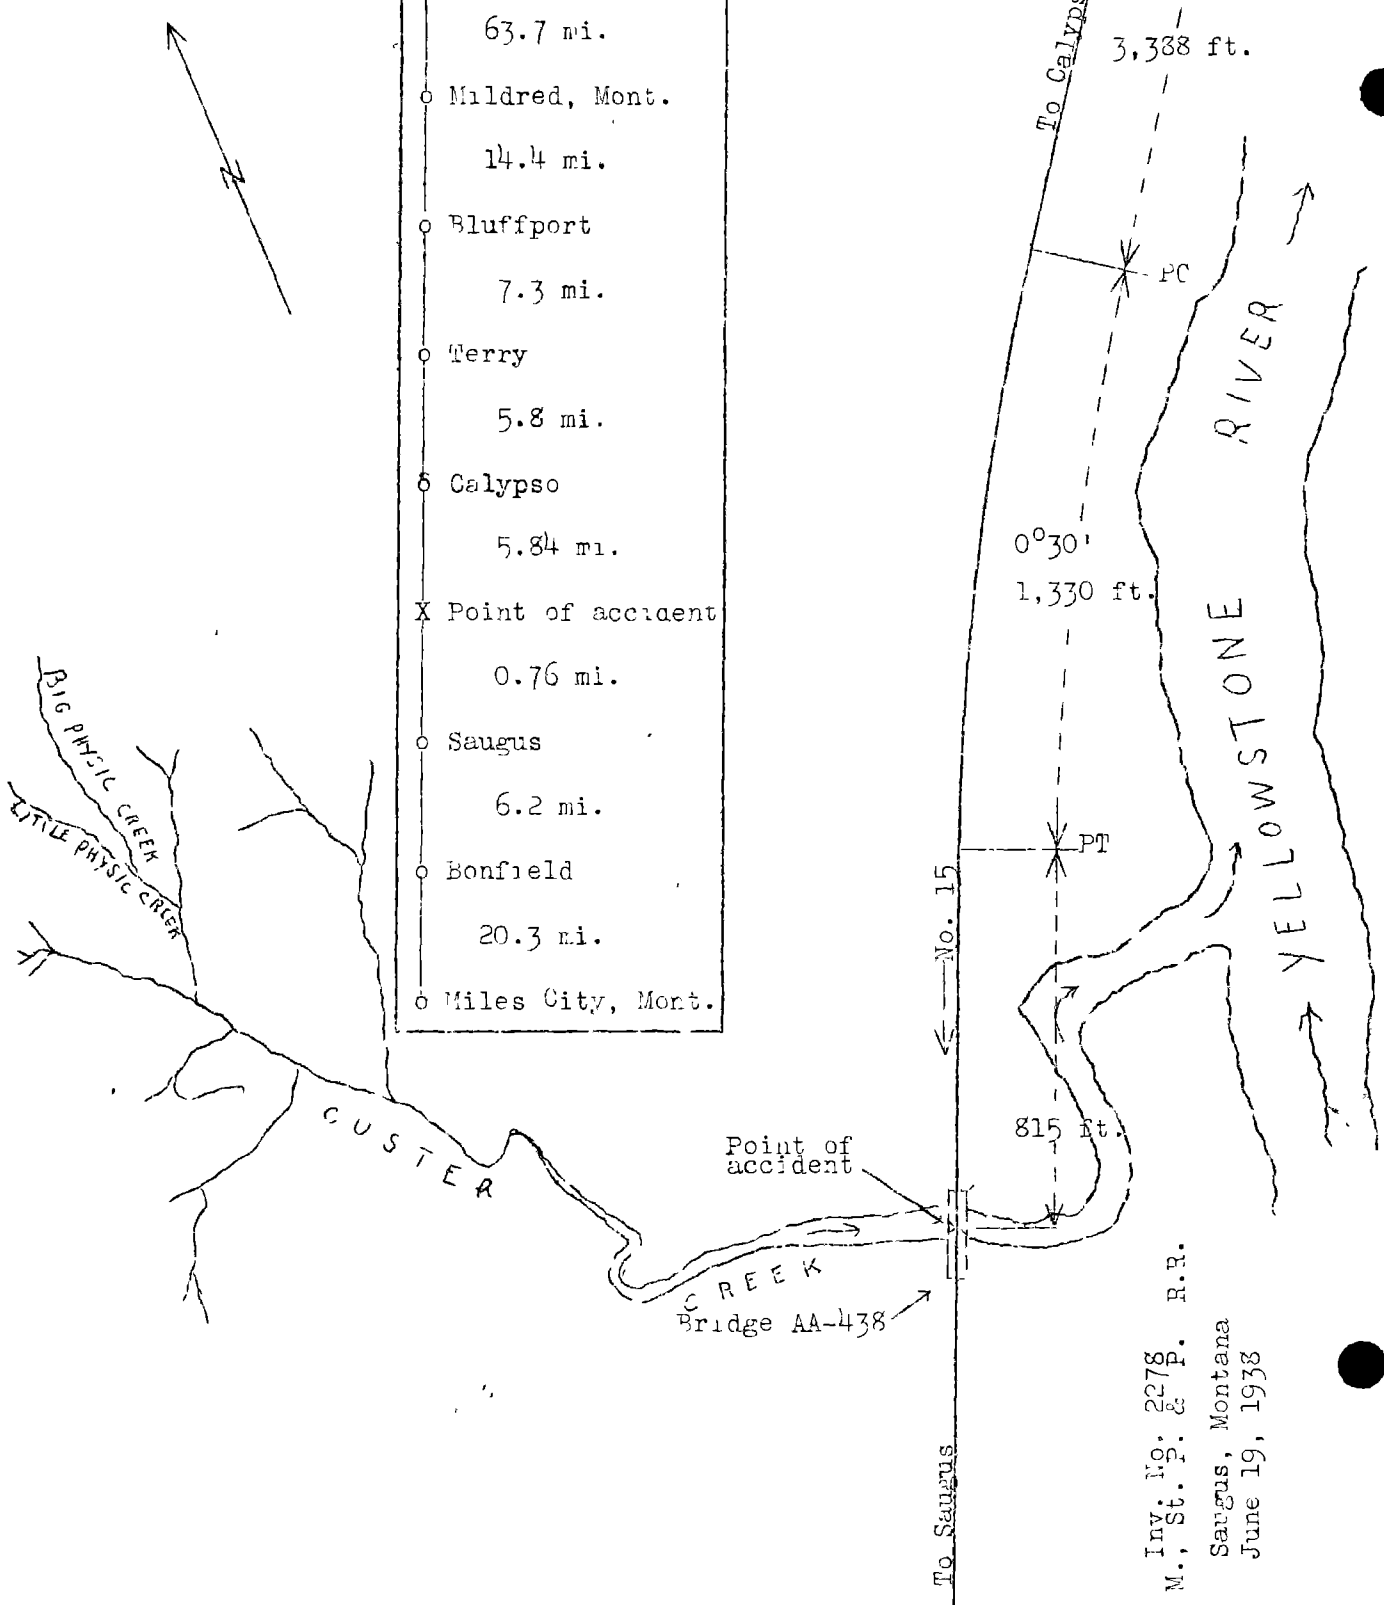 63.7 mi.
Mildred, Mont.
14.4 mi.
Bluffport
7.3 mi.
Terry
5.8 mi.
Calypso
5.84 mi.
X Point of accident
0.76 mi.
Saugus
6.2 mi.
Bonfield
20.3 mi.
Miles City, Mont.
N
BIG PHYSIC CREEK
LITTLE PHYSIC CREEK
CUSTER
CREEK
Bridge AA-438
Point of
accident
To Calyps
3,388 ft.
PC
0°30'
1,330 ft.
PT
No. 15
815 ft.
YELLOWSTONE RIVER
To Saugus
Inv. No. 2278
M., St. P. & P. R.R.
Saugus, Montana
June 19, 1938